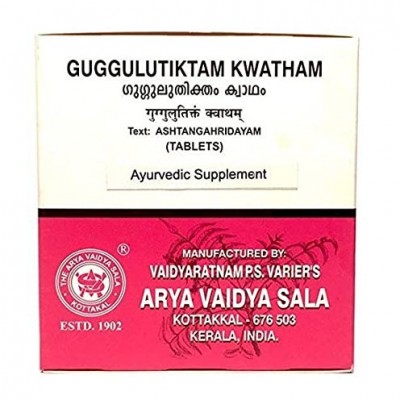 GUGGULUTIKTAM KWATHAM
ഗുഗ്ഗുലുതിക്തം ക്വാഥം
गुग्गुलुतिक्तं क्वाथम्
Text: ASHTANGAHRIDAYAM
(TABLETS)
Ayurvedic Supplement
THE ARYA VAIDYA SALA
KOTTAKAL
®
ESTD. 1902
MANUFACTURED BY:
VAIDYARATNAM P.S. VARIER'S
ARYA VAIDYA SALA
KOTTAKKAL - 676 503
KERALA, INDIA.